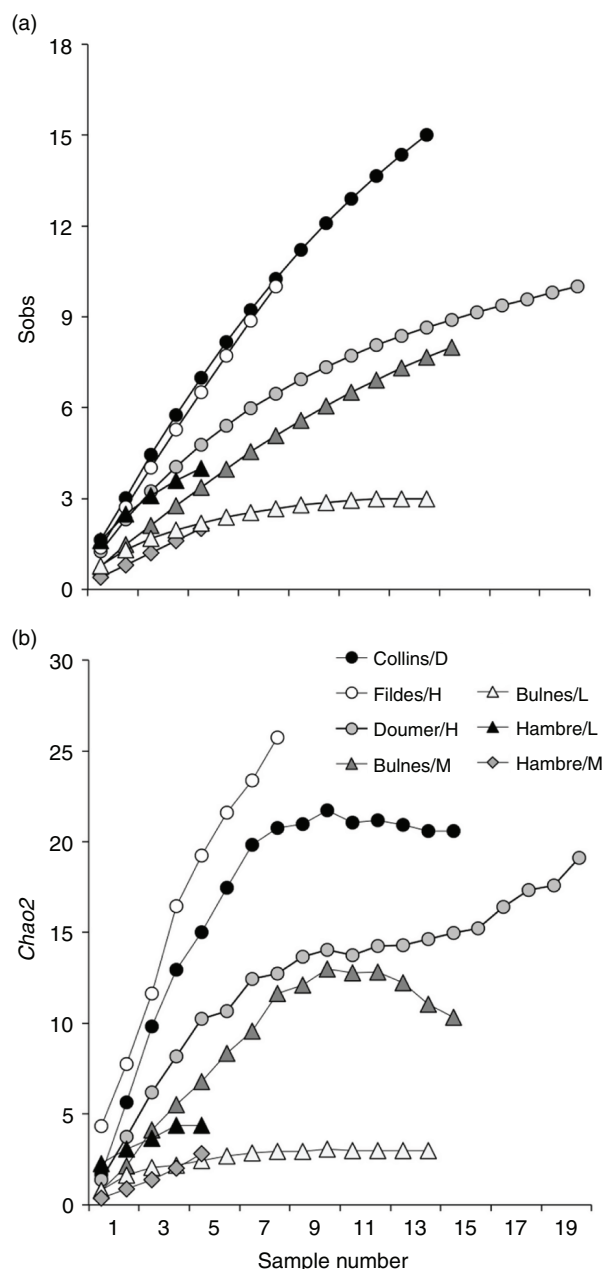 (a)
18
15
12
Sobs
9
6
3
0
(b)
30
Collins/D
Fildes/H
Bulnes/L
25
Doumer/H
Hambre/L
Bulnes/M
Hambre/M
20
Chao2
15
10
5
0
1 3 5 7 9 11 13 15 17 19
Sample number